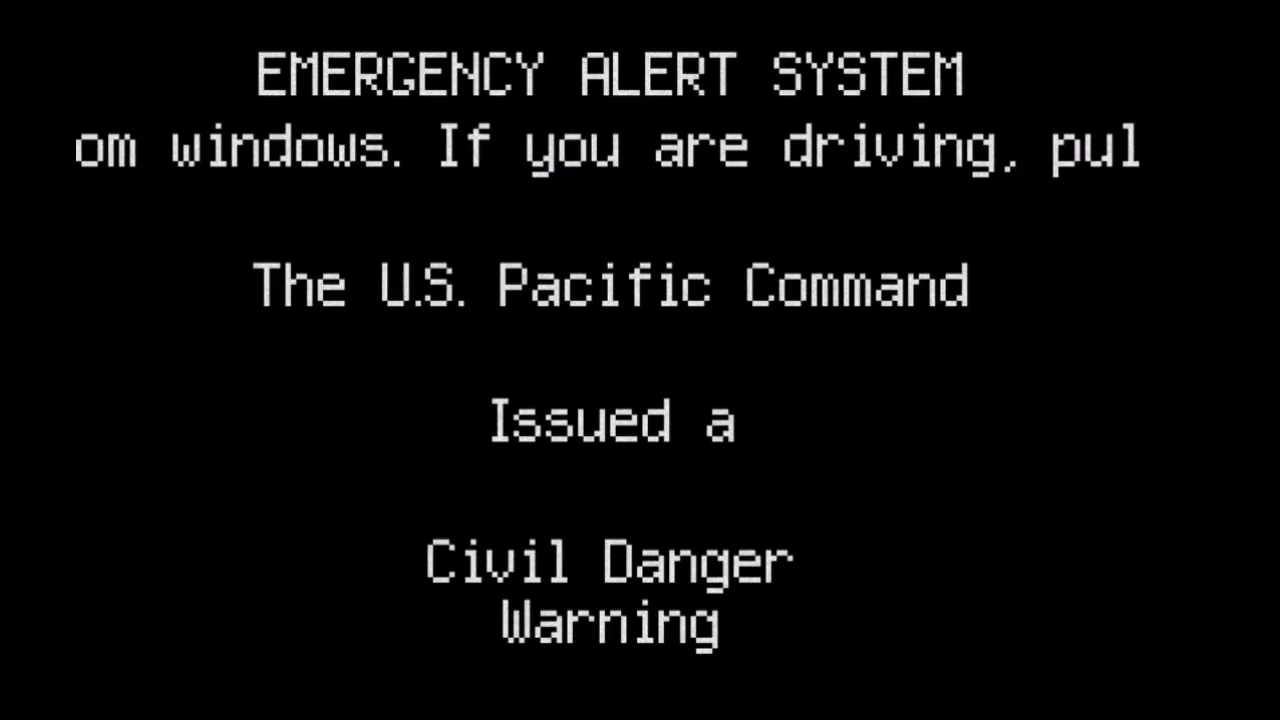 EMERGENCY ALERT SYSTEM
om windows. If you are driving, pul
The U.S. Pacific Command
Issued a
Civil Danger
Warning